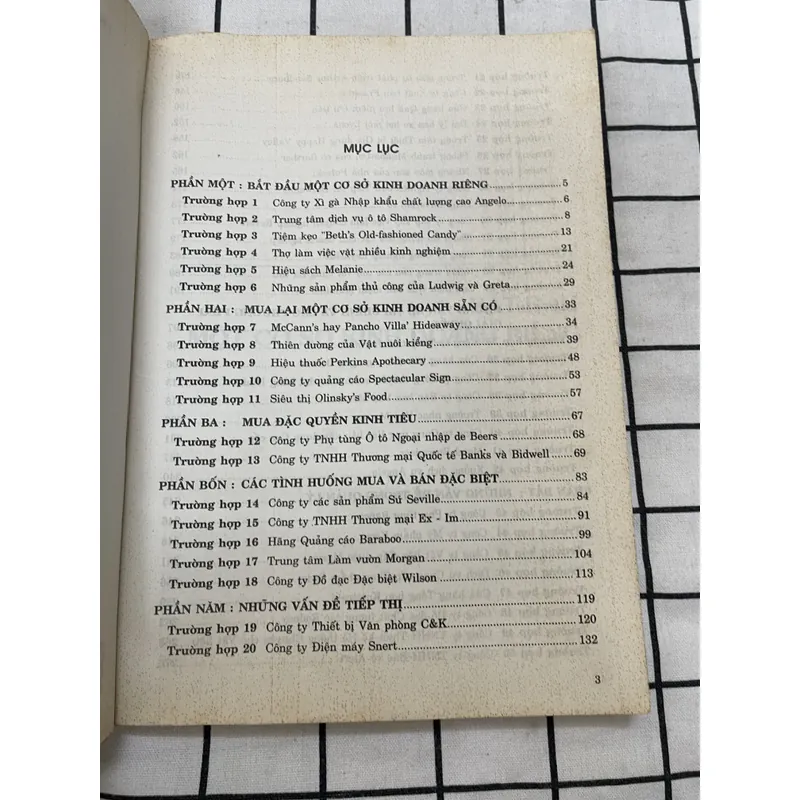 MỤC LỤC
PHẦN MỘT : BẮT ĐẦU MỘT CƠ SỞ KINH DOANH RIÊNG ........................ 5
Trường hợp 1 Công ty Xì gà Nhập khẩu chất lượng cao Angelo ........................ 6
Trường hợp 2 Trung tâm dịch vụ ô tô Shamrock ........................ 8
Trường hợp 3 Tiệm kẹo "Beth's Old-fashioned Candy" ........................ 13
Trường hợp 4 Thợ làm việc vặt nhiều kinh nghiệm ........................ 21
Trường hợp 5 Hiệu sách Melanie ........................ 24
Trường hợp 6 Những sản phẩm thủ công của Ludwig và Greta ........................ 29
PHẦN HAI : MUA LẠI MỘT CƠ SỞ KINH DOANH SẴN CÓ ........................ 33
Trường hợp 7 McCann's hay Pancho Villa' Hideaway ........................ 34
Trường hợp 8 Thiên đường của Vật nuôi kiểng ........................ 39
Trường hợp 9 Hiệu thuốc Perkins Apothecary ........................ 48
Trường hợp 10 Công ty quảng cáo Spectacular Sign ........................ 53
Trường hợp 11 Siêu thị Olinsky's Food ........................ 57
PHẦN BA : MUA ĐẶC QUYỀN KINH TIÊU ........................ 67
Trường hợp 12 Công ty Phụ tùng Ô tô Ngoại nhập de Beers ........................ 68
Trường hợp 13 Công ty TNHH Thương mại Quốc tế Banks và Bidwell ....... 69
PHẦN BỐN : CÁC TÌNH HUỐNG MUA VÀ BÁN ĐẶC BIỆT ........................ 83
Trường hợp 14 Công ty các sản phẩm Sứ Seville ........................ 84
Trường hợp 15 Công ty TNHH Thương mại Ex - Im ........................ 91
Trường hợp 16 Hãng Quảng cáo Baraboo ........................ 99
Trường hợp 17 Trung tâm Làm vườn Morgan ........................ 104
Trường hợp 18 Công ty Đồ đạc Đặc biệt Wilson ........................ 113
PHẦN NĂM : NHỮNG VẤN ĐỀ TIẾP THỊ ........................ 119
Trường hợp 19 Công ty Thiết bị Văn phòng C&K ........................ 120
Trường hợp 20 Công ty Điện máy Snert ........................ 132
3